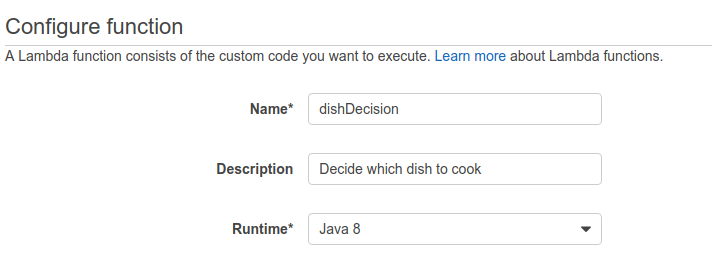 Configure function
A Lambda function consists of the custom code you want to execute. Learn more about Lambda functions.
Name* dishDecision
Description Decide which dish to cook
Runtime* Java 8